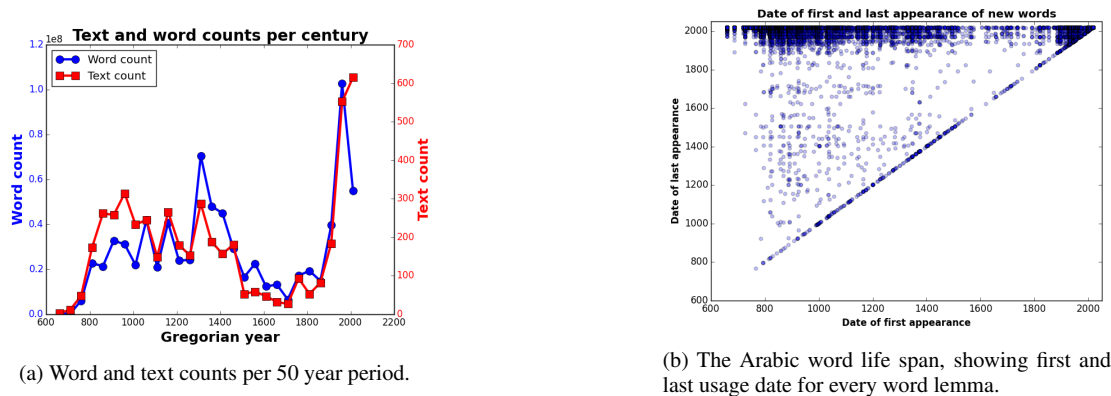 Text and word counts per century
1e8
Word count
Text count
1.2
1.0
0.8
0.6
0.4
0.2
0.0
700
600
500
400
300
200
100
0
Word count
Text count
600 800 1000 1200 1400 1600 1800 2000 2200
Gregorian year
(a) Word and text counts per 50 year period.
Date of first and last appearance of new words
2000
1800
1600
1400
1200
1000
800
600
Date of last appearance
600 800 1000 1200 1400 1600 1800 2000
Date of first appearance
(b) The Arabic word life span, showing first and
last usage date for every word lemma.